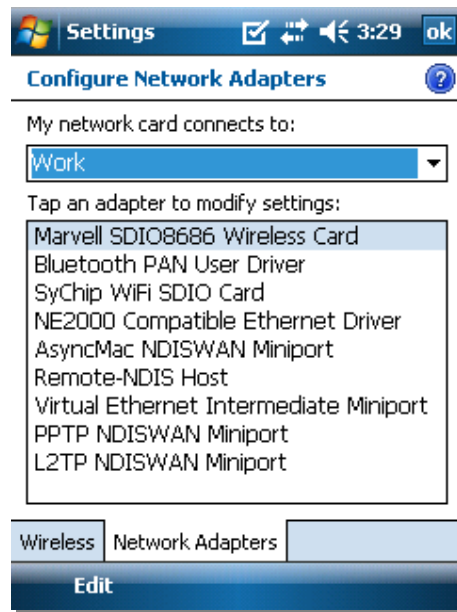 Settings 3:29 ok
Configure Network Adapters ?
My network card connects to:
Work
Tap an adapter to modify settings:
Marvell SDIO8686 Wireless Card
Bluetooth PAN User Driver
SyChip WiFi SDIO Card
NE2000 Compatible Ethernet Driver
AsyncMac NDISWAN Miniport
Remote-NDIS Host
Virtual Ethernet Intermediate Miniport
PPTP NDISWAN Miniport
L2TP NDISWAN Miniport
Wireless Network Adapters
Edit